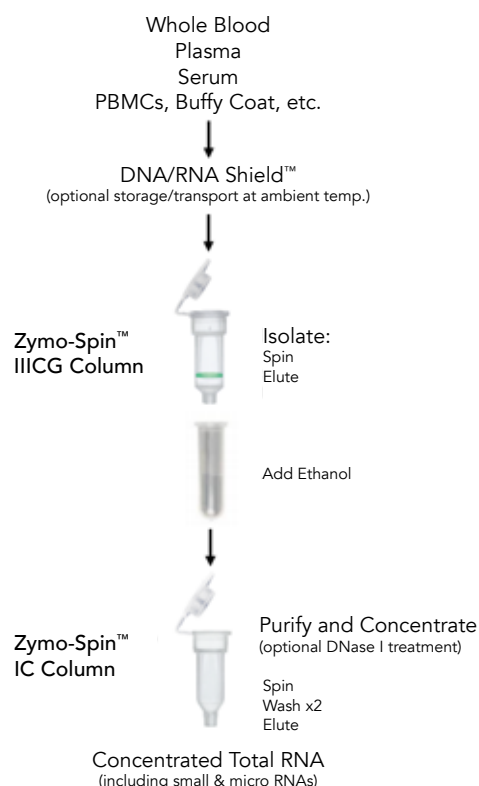 Whole Blood
Plasma
Serum
PBMCs, Buffy Coat, etc.
DNA/RNA Shield™
(optional storage/transport at ambient temp.)
Zymo-Spin™
IIICG Column
Isolate:
Spin
Elute
Add Ethanol
Zymo-Spin™
IC Column
Purify and Concentrate
(optional DNase I treatment)
Spin
Wash x2
Elute
Concentrated Total RNA
(including small & micro RNAs)